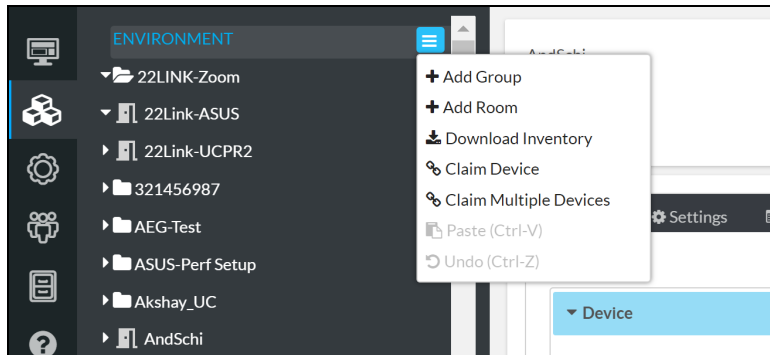 ENVIRONMENT
22LINK-Zoom
22Link-ASUS
22Link-UCPR2
321456987
AEG-Test
ASUS-Perf Setup
Akshay_UC
AndSchi
Add Group
Add Room
Download Inventory
Claim Device
Claim Multiple Devices
Paste (Ctrl-V)
Undo (Ctrl-Z)
AndSchi
Settings
Device